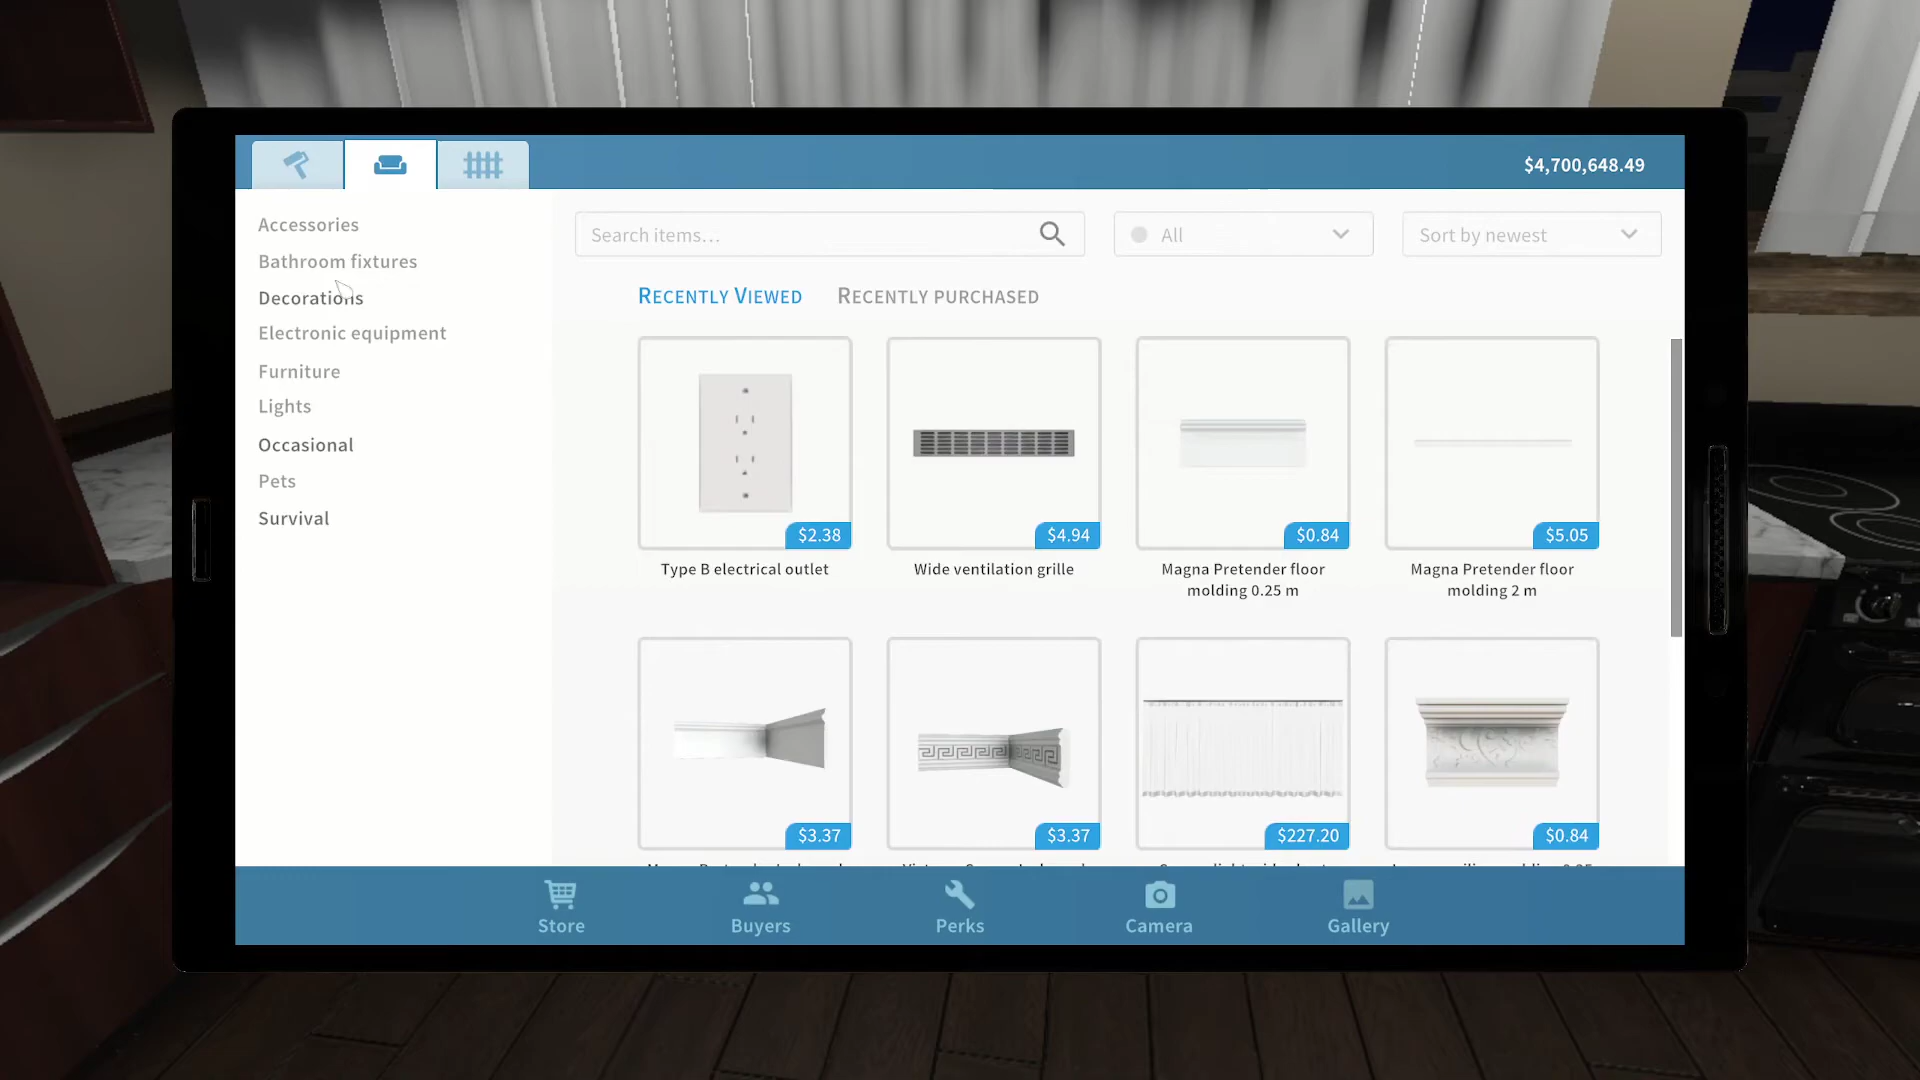 $4,700,648.49
Accessories
Bathroom fixtures
Decorations
Electronic equipment
Furniture
Lights
Occasional
Pets
Survival
Search items...
All
Sort by newest
RECENTLY VIEWED
RECENTLY PURCHASED
$2.38
$4.94
$0.84
$5.05
Type B electrical outlet
Wide ventilation grille
Magna Pretender floor
molding 0.25 m
Magna Pretender floor
molding 2 m
$3.37
$3.37
$227.20
$0.84
Store
Buyers
Perks
Camera
Gallery